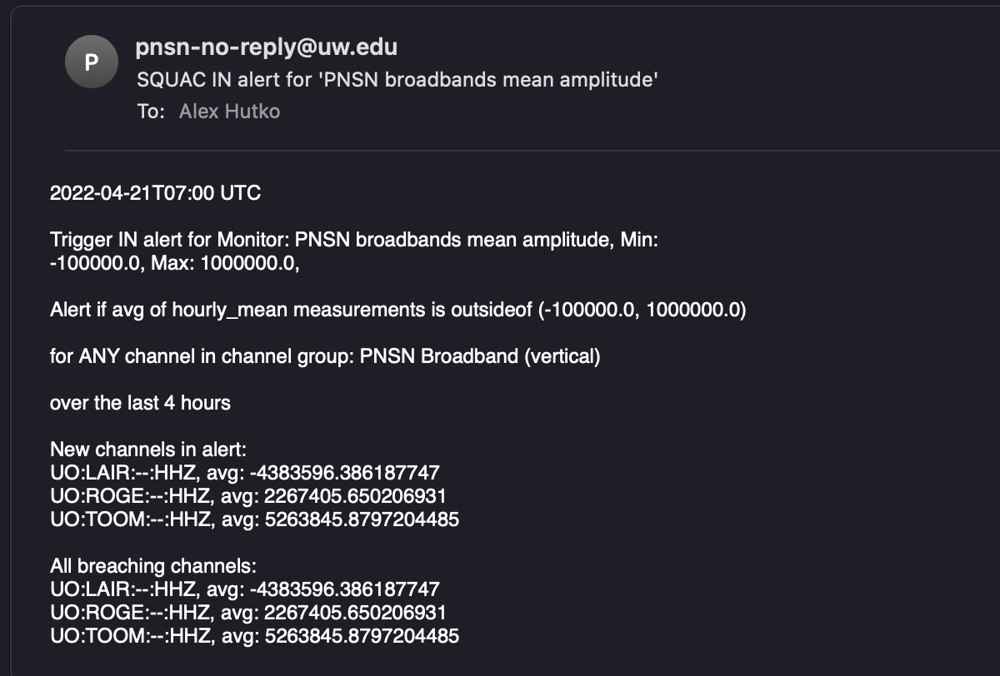 P
pnsn-no-reply@uw.edu
SQUAC IN alert for 'PNSN broadbands mean amplitude'
To: Alex Hutko
2022-04-21T07:00 UTC
Trigger IN alert for Monitor: PNSN broadbands mean amplitude, Min:
-100000.0, Max: 1000000.0,
Alert if avg of hourly_mean measurements is outsideof (-100000.0, 1000000.0)
for ANY channel in channel group: PNSN Broadband (vertical)
over the last 4 hours
New channels in alert:
UO:LAIR:--:HHZ, avg: -4383596.386187747
UO:ROGE:--:HHZ, avg: 2267405.650206931
UO:TOOM:--:HHZ, avg: 5263845.8797204485
All breaching channels:
UO:LAIR:--:HHZ, avg: -4383596.386187747
UO:ROGE:--:HHZ, avg: 2267405.650206931
UO:TOOM:--:HHZ, avg: 5263845.8797204485